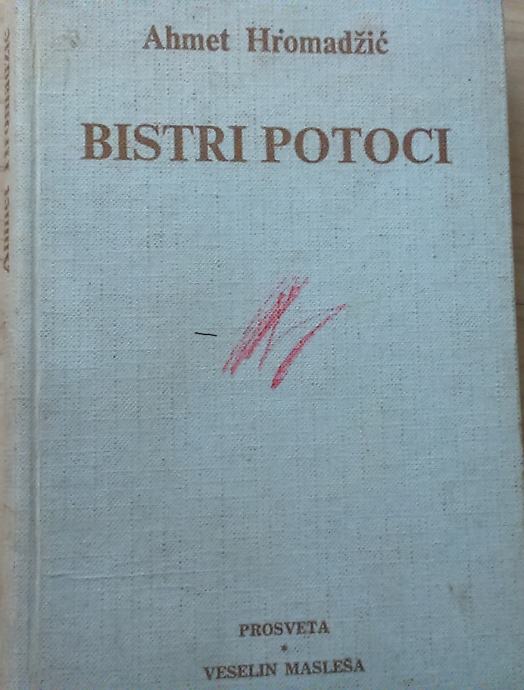 Ahmet Hromadžić
BISTRI POTOCI
PROSVETA
*
VESELIN MASLEŠA
Ahmet Hromadžić